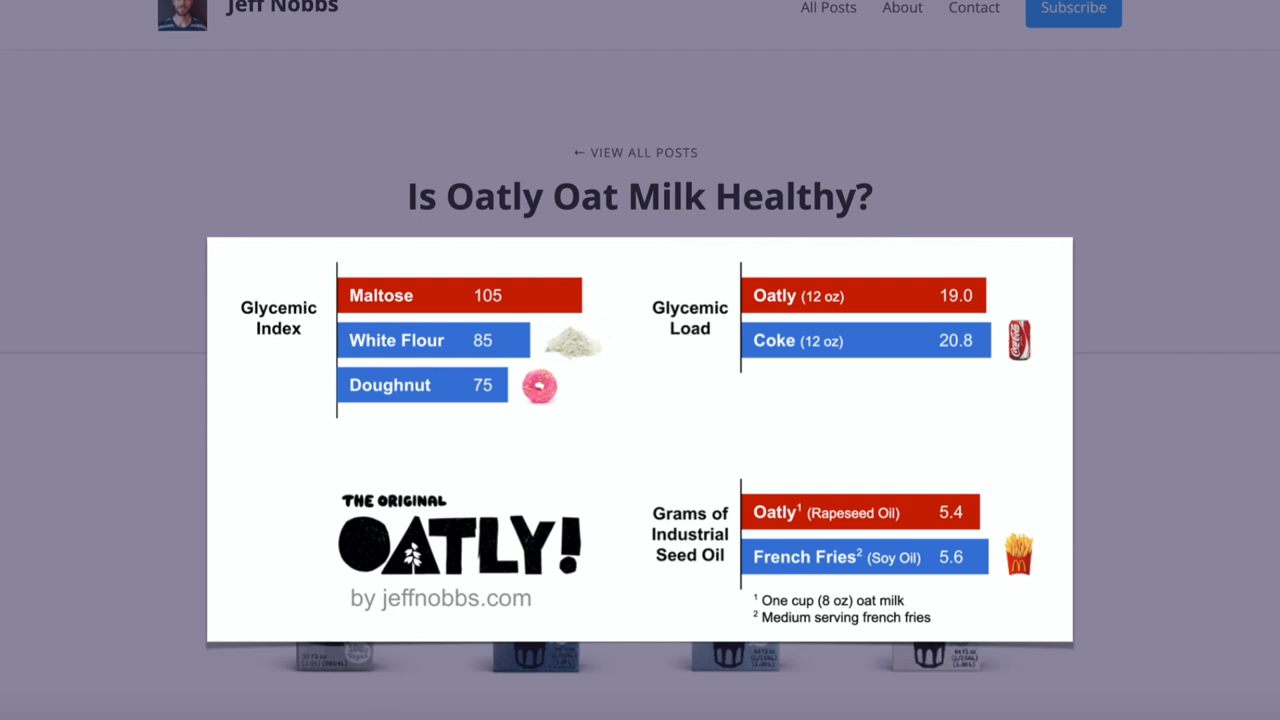 Jeff Nobbs
All Posts About Contact Subscribe
← VIEW ALL POSTS
Is Oatly Oat Milk Healthy?
Glycemic
Index
Maltose 105
White Flour 85
Doughnut 75
Glycemic
Load
Oatly (12 oz) 19.0
Coke (12 oz) 20.8
Coca-Cola
THE ORIGINAL
OATLY!
by jeffnobbs.com
Grams of
Industrial
Seed Oil
Oatly¹ (Rapeseed Oil) 5.4
French Fries² (Soy Oil) 5.6
¹ One cup (8 oz) oat milk
² Medium serving french fries